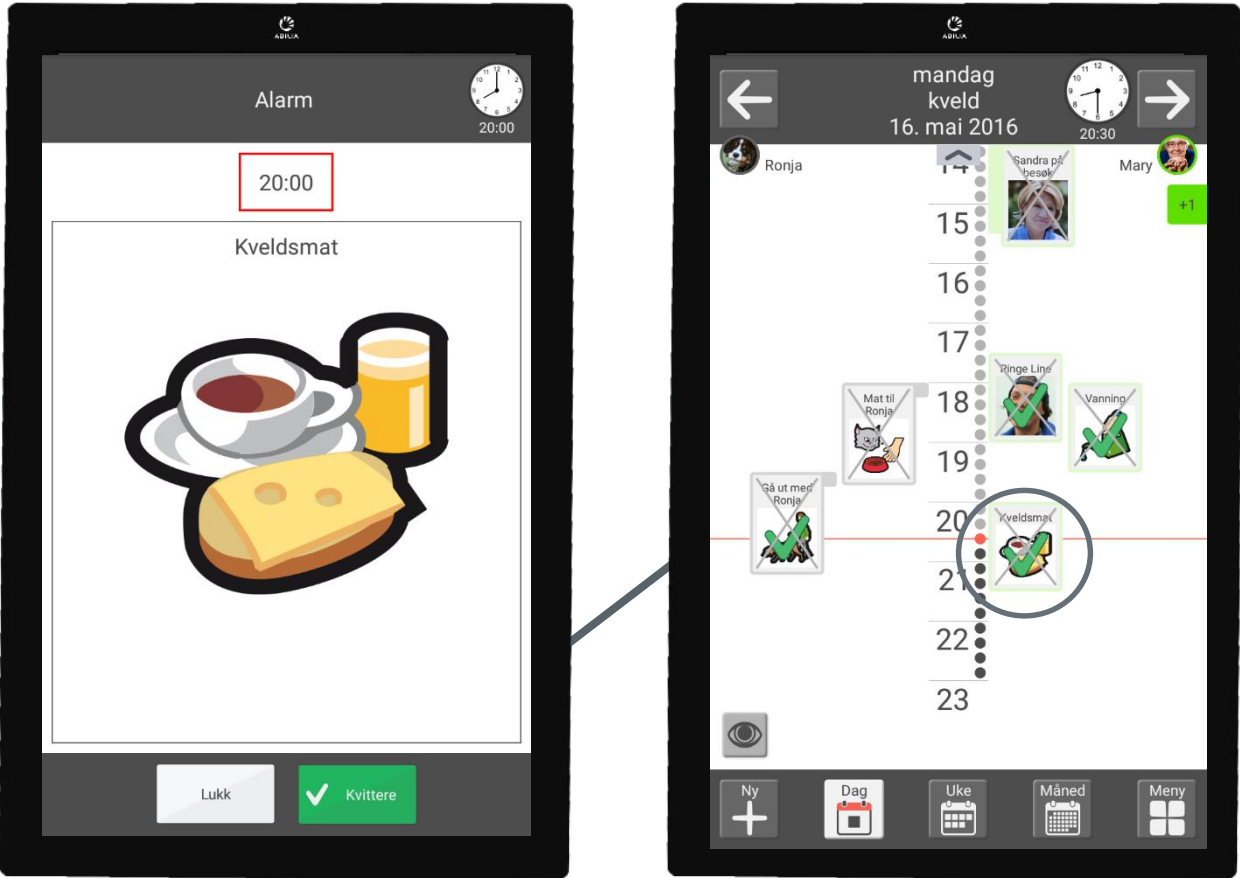 ABILIA
Alarm
20:00
20:00
Kveldsmat
Lukk
Kvittere
ABILIA
mandag
kveld
16. mai 2016
20:30
Ronja
Mary
+1
14
Sandra på
besøk
15
16
17
Ringe Line
18
Mat til
Ronja
Vanning
19
Gå ut med
Ronja
20
Kveldsmat
21
22
23
Ny
Dag
Uke
Måned
Meny